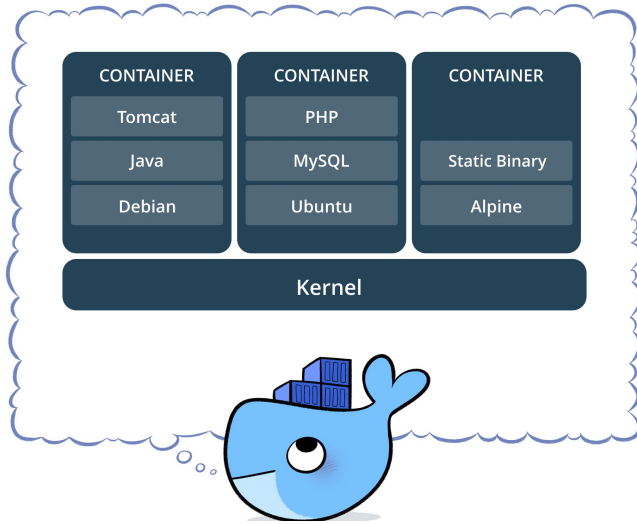 CONTAINER
Tomcat
Java
Debian
CONTAINER
PHP
MySQL
Ubuntu
CONTAINER
Static Binary
Alpine
Kernel